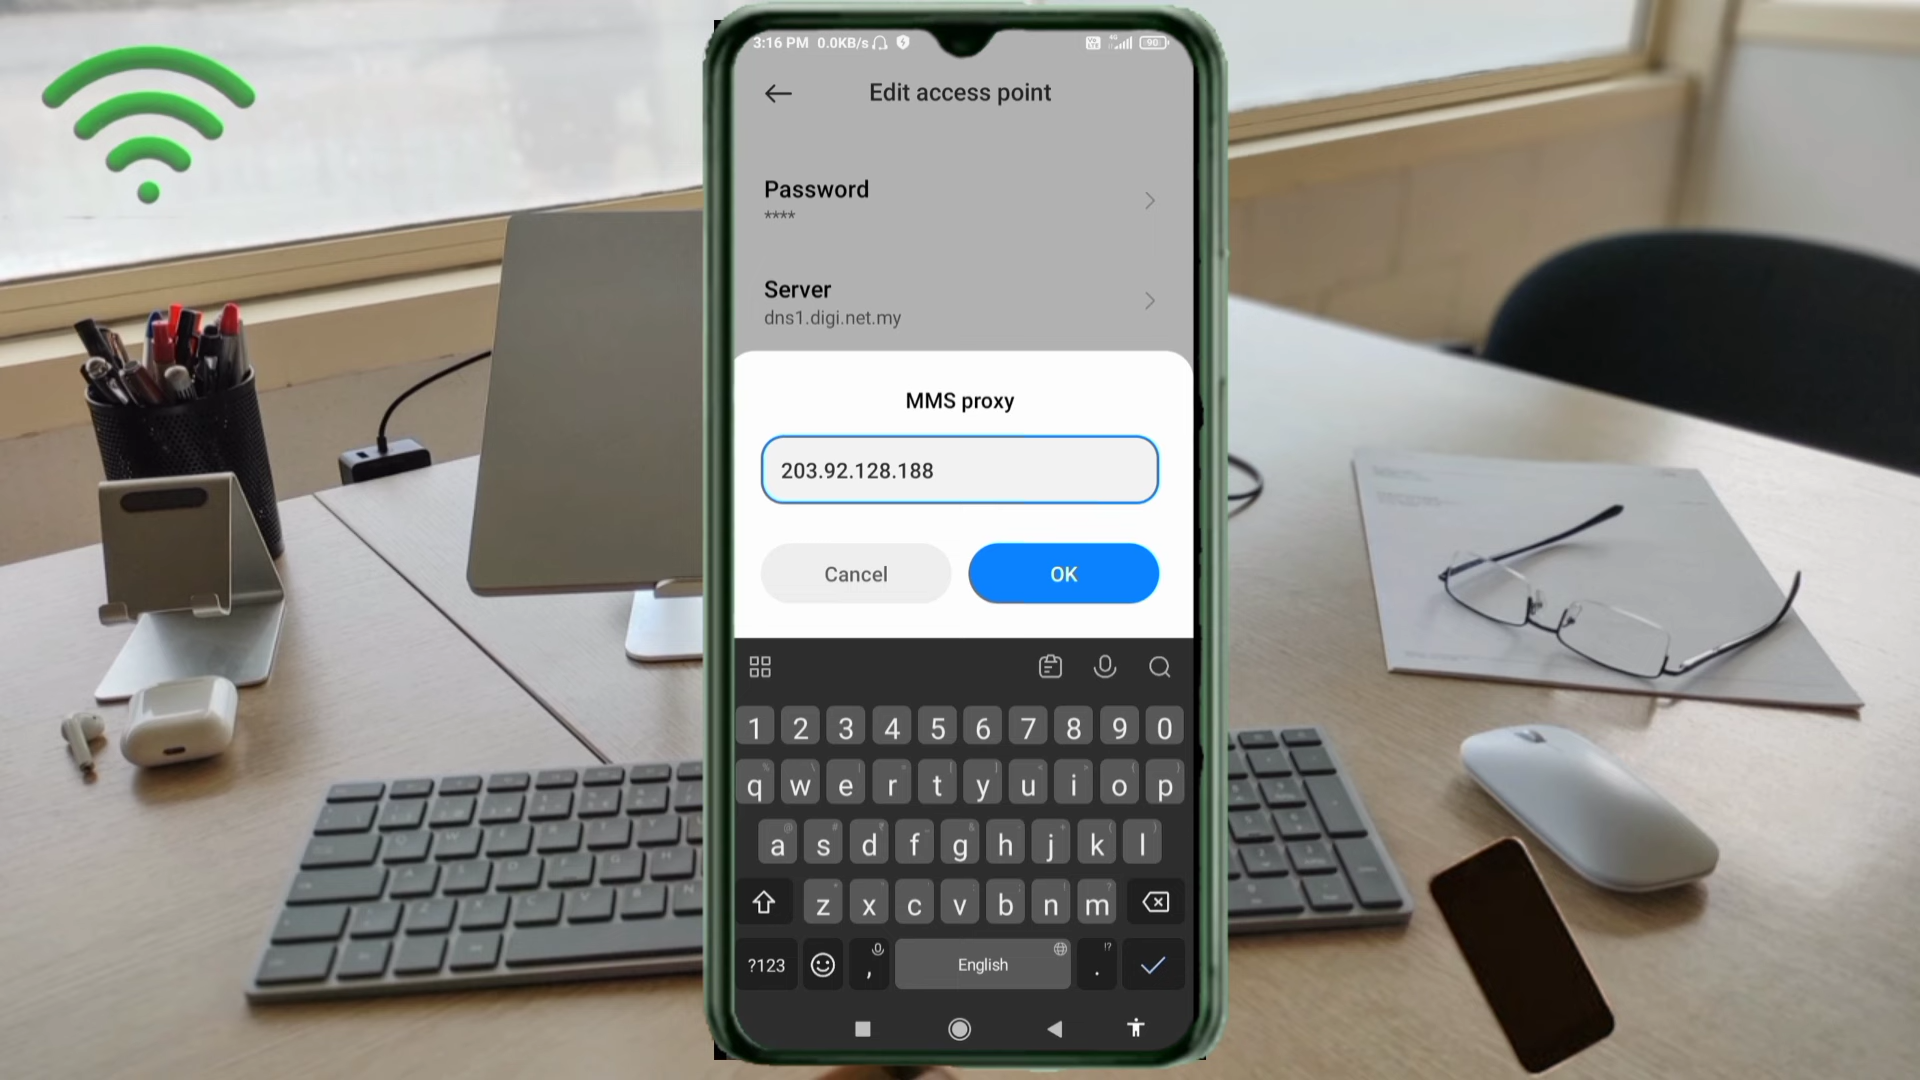 3:16 PM 0.0KB/s 90
Edit access point
Password
****
Server
dns1.digi.net.my
MMS proxy
203.92.128.188
Cancel OK
1 2 3 4 5 6 7 8 9 0
q w e r t y u i o p
a s d f g h j k l
z x c v b n m
?123 , English . !?